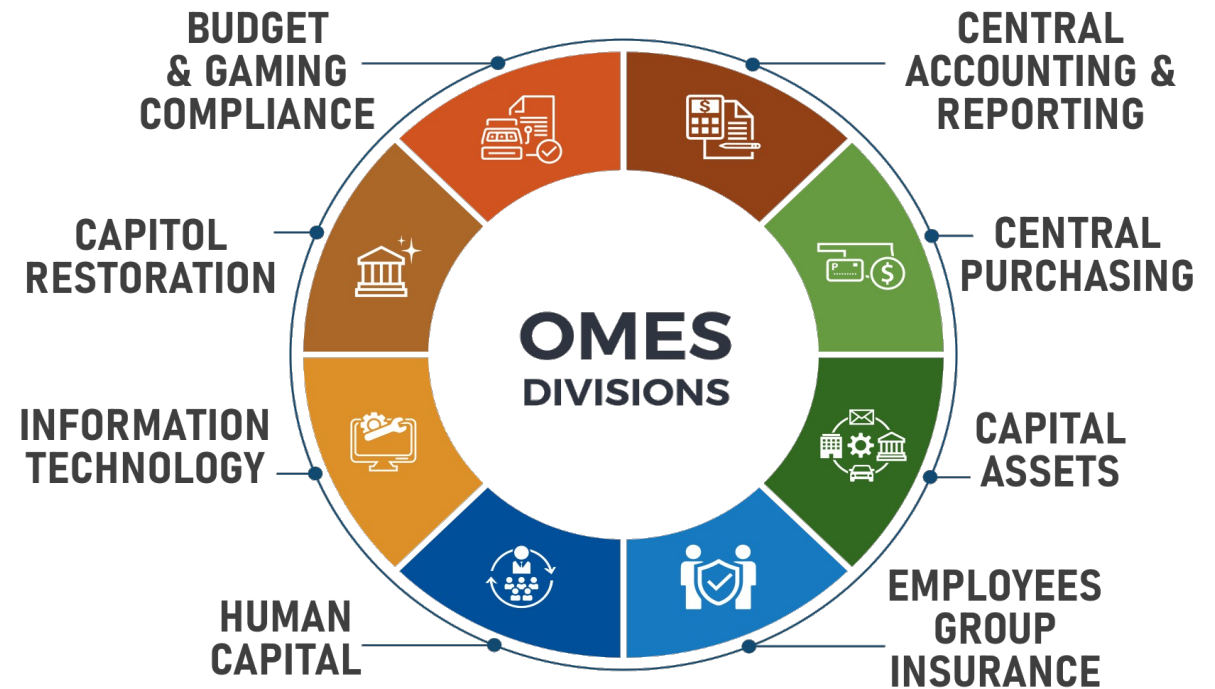 BUDGET
& GAMING
COMPLIANCE
CENTRAL
ACCOUNTING &
REPORTING
$
CAPITOL
RESTORATION
CENTRAL
PURCHASING
P
$
OMES
DIVISIONS
INFORMATION
TECHNOLOGY
CAPITAL
ASSETS
HUMAN
CAPITAL
EMPLOYEES
GROUP
INSURANCE